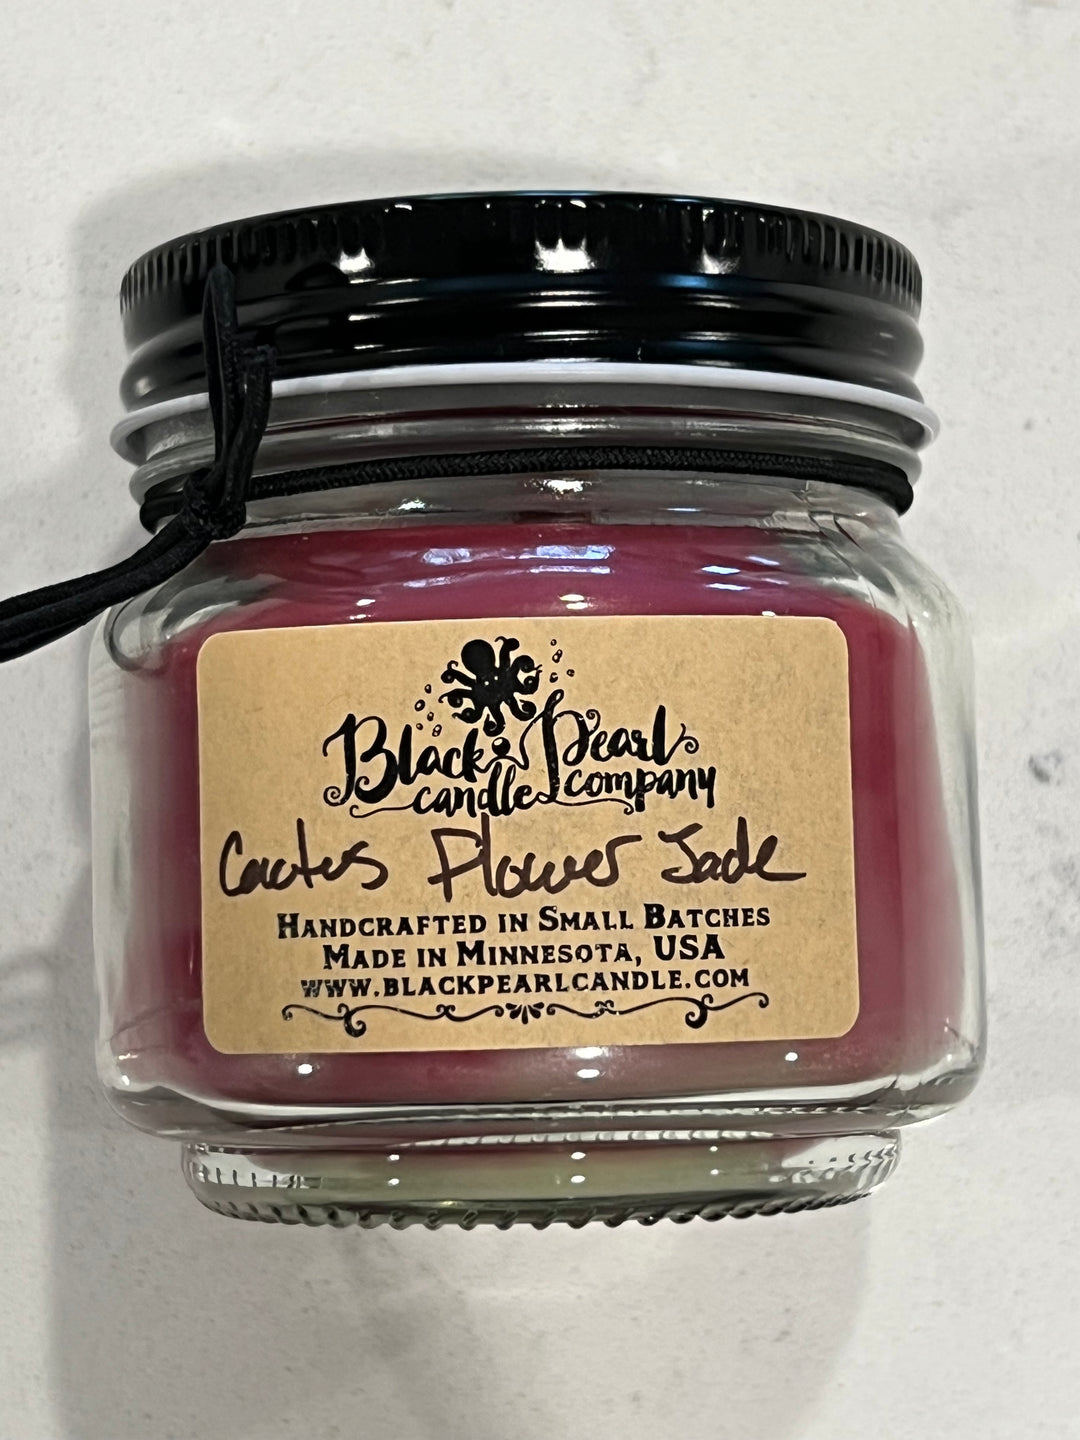 Black Pearl
candle company
Cactus Flower Jade
HANDCRAFTED IN SMALL BATCHES
MADE IN MINNESOTA, USA
WWW.BLACKPEARLCANDLE.COM